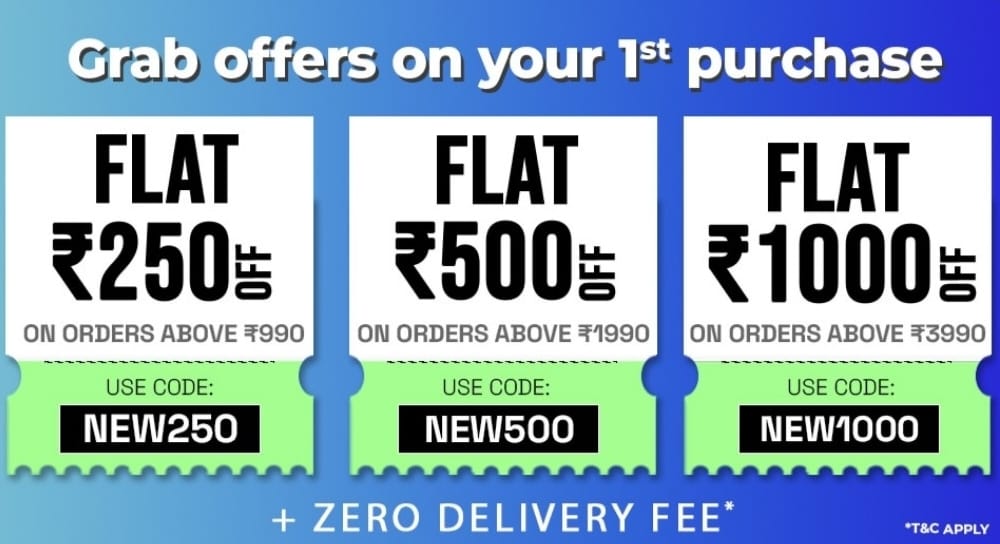 Grab offers on your 1st purchase
FLAT
₹250 OFF
ON ORDERS ABOVE ₹990
USE CODE:
NEW250
FLAT
₹500 OFF
ON ORDERS ABOVE ₹1990
USE CODE:
NEW500
FLAT
₹1000 OFF
ON ORDERS ABOVE ₹3990
USE CODE:
NEW1000
+ ZERO DELIVERY FEE*
*T&C APPLY